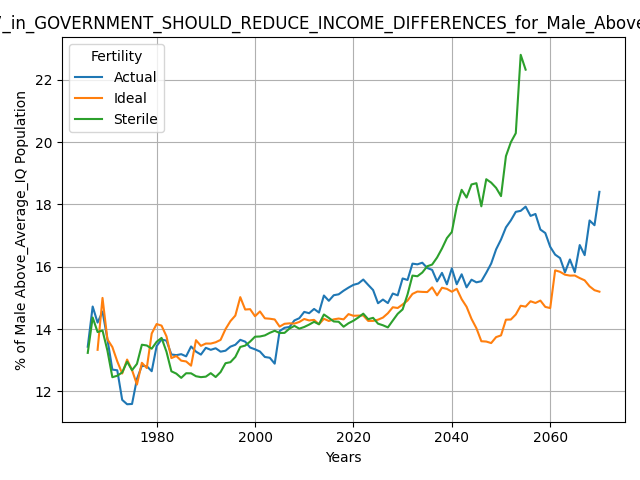 _in_GOVERNMENT_SHOULD_REDUCE_INCOME_DIFFERENCES_for_Male_Above
Fertility
Actual
Ideal
Sterile
% of Male Above_Average_IQ Population
22
20
18
16
14
12
1980 2000 2020 2040 2060
Years